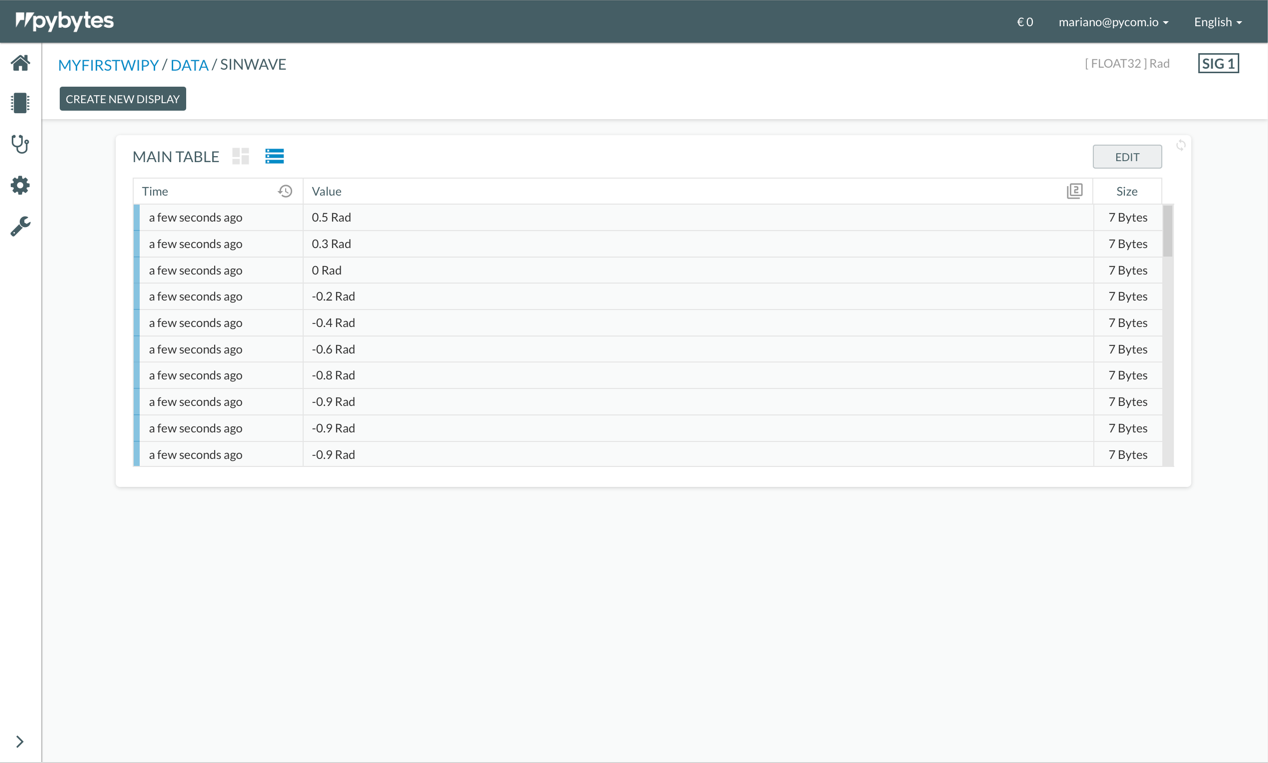 pybytes € 0 mariano@pycom.io English
MYFIRSTWIPY / DATA / SINWAVE [ FLOAT32 ] Rad SIG 1
CREATE NEW DISPLAY
MAIN TABLE EDIT
Time Value 2 Size
a few seconds ago 0.5 Rad 7 Bytes
a few seconds ago 0.3 Rad 7 Bytes
a few seconds ago 0 Rad 7 Bytes
a few seconds ago -0.2 Rad 7 Bytes
a few seconds ago -0.4 Rad 7 Bytes
a few seconds ago -0.6 Rad 7 Bytes
a few seconds ago -0.8 Rad 7 Bytes
a few seconds ago -0.9 Rad 7 Bytes
a few seconds ago -0.9 Rad 7 Bytes
a few seconds ago -0.9 Rad 7 Bytes